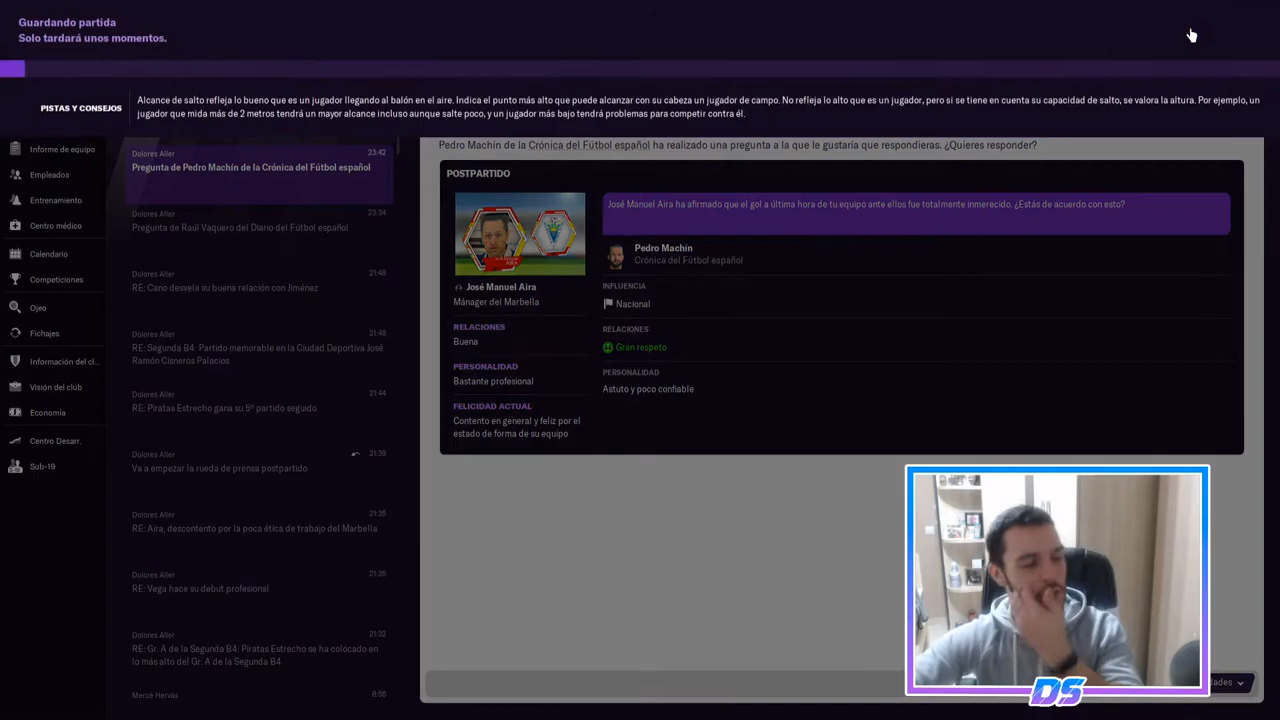 Guardando partida
Solo tardará unos momentos.
PISTAS Y CONSEJOS
Alcance de salto refleja lo bueno que es un jugador llegando al balón en el aire. Indica el punto más alto que puede alcanzar con su cabeza un jugador de campo. No refleja lo alto que es un jugador, pero si se tiene en cuenta su capacidad de salto, se valora la altura. Por ejemplo, un
jugador que mida más de 2 metros tendrá un mayor alcance incluso aunque salte poco, y un jugador más bajo tendrá problemas para competir contra él.
Informe de equipo
Empleados
Entrenamiento
Centro médico
Calendario
Competiciones
Ojeo
Fichajes
Información del cl...
Visión del club
Economía
Centro Desarr.
Sub-19
Dolores Aller 23:42
Pregunta de Pedro Machín de la Crónica del Fútbol español
Dolores Aller 23:34
Pregunta de Raúl Vaquero del Diario del Fútbol español
Dolores Aller 21:49
RE: Cano desvela su buena relación con Jiménez
Dolores Aller 21:48
RE: Segunda B4: Partido memorable en la Ciudad Deportiva José
Ramón Cisneros Palacios
Dolores Aller 21:44
RE: Piratas Estrecho gana su 5º partido seguido
Dolores Aller 21:39
Va a empezar la rueda de prensa postpartido
Dolores Aller 21:35
RE: Aira, descontento por la poca ética de trabajo del Marbella
Dolores Aller 21:35
RE: Vega hace su debut profesional
Dolores Aller 21:32
RE: Gr. A de la Segunda B4: Piratas Estrecho se ha colocado en
lo más alto del Gr. A de la Segunda B4
Mercè Hervás 8:56
Pedro Machín de la Crónica del Fútbol español ha realizado una pregunta a la que le gustaría que respondieras. ¿Quieres responder?
POSTPARTIDO
AIRA
José Manuel Aira
Mánager del Marbella
RELACIONES
Buena
PERSONALIDAD
Bastante profesional
FELICIDAD ACTUAL
Contento en general y feliz por el
estado de forma de su equipo
José Manuel Aira ha afirmado que el gol a última hora de tu equipo ante ellos fue totalmente inmerecido. ¿Estás de acuerdo con esto?
Pedro Machín
Crónica del Fútbol español
INFLUENCIA
Nacional
RELACIONES
Gran respeto
PERSONALIDAD
Astuto y poco confiable
dades
DS